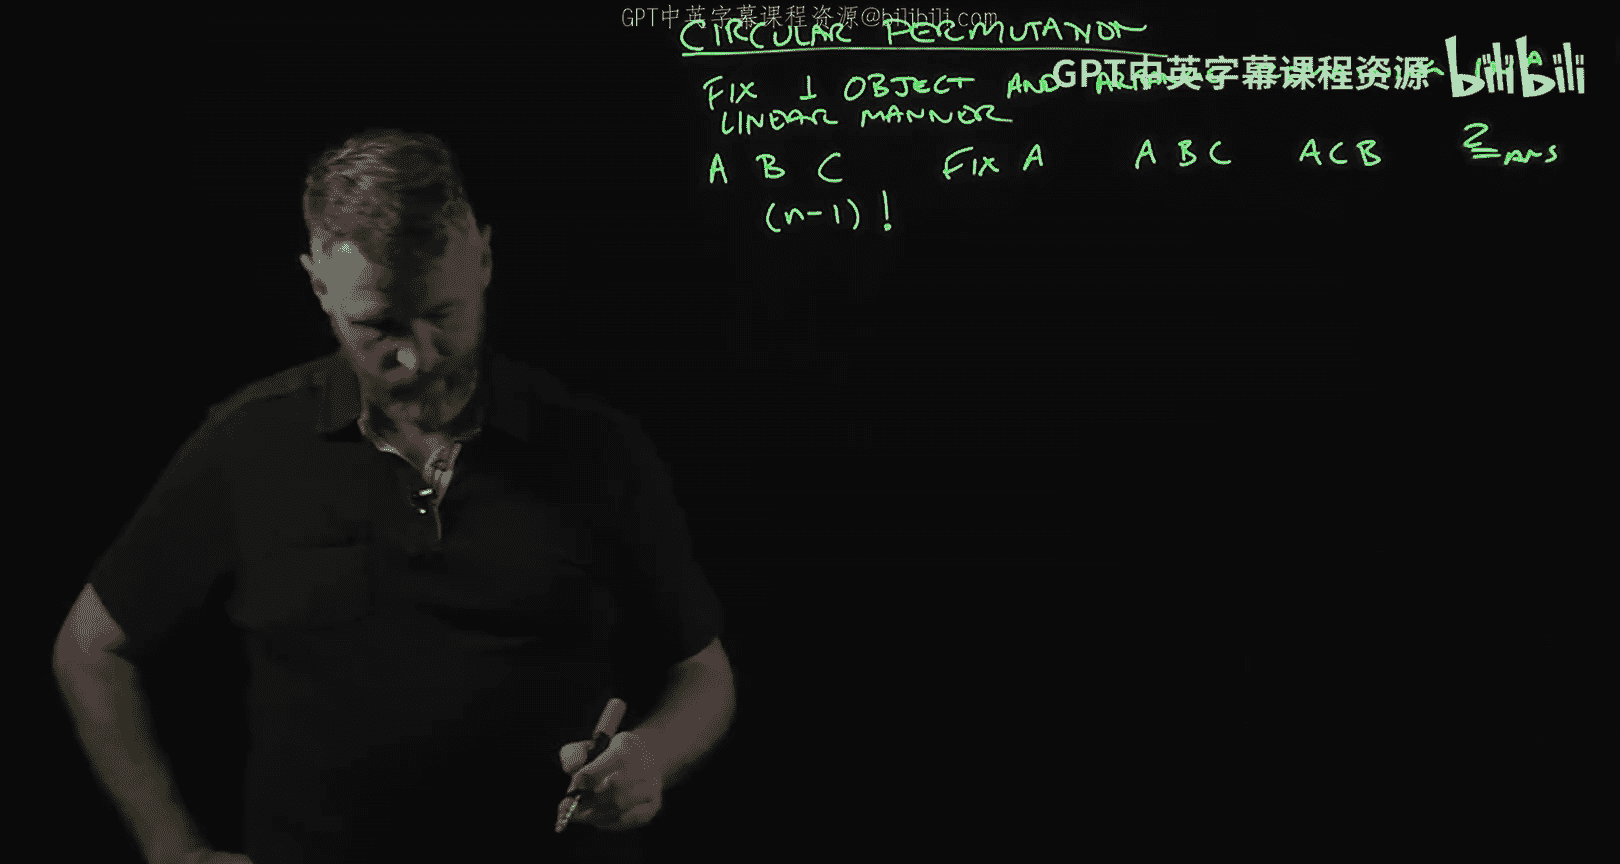 GPT中英字幕课程资源@bilibili.com
CIRCULAR PERMUTATION
GPT中英字幕课程资源 bilibili
FIX 1 OBJECT AND
LINEAR MANNER
A B C FIX A A B C A C B 2
(n-1)!